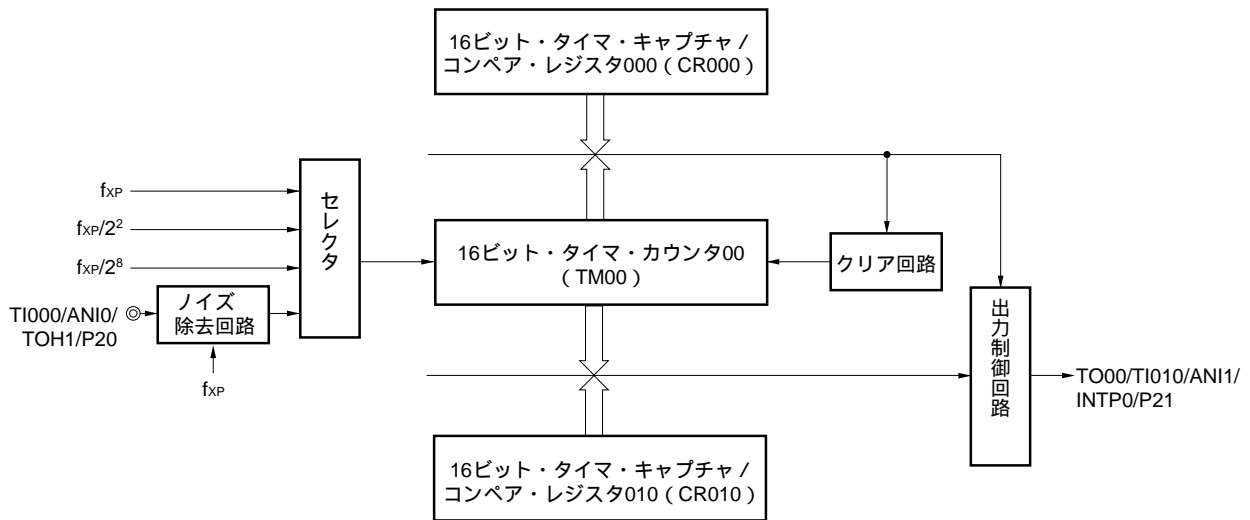 16ビット・タイマ・キャプチャ/
コンペア・レジスタ000(CR000)
fXP
fXP/2²
fXP/2⁸
TI000/ANI0/
TOH1/P20
ノイズ
除去回路
fXP
セレクタ
16ビット・タイマ・カウンタ00
(TM00)
クリア回路
出力制御回路
TO00/TI010/ANI1/
INTP0/P21
16ビット・タイマ・キャプチャ/
コンペア・レジスタ010(CR010)